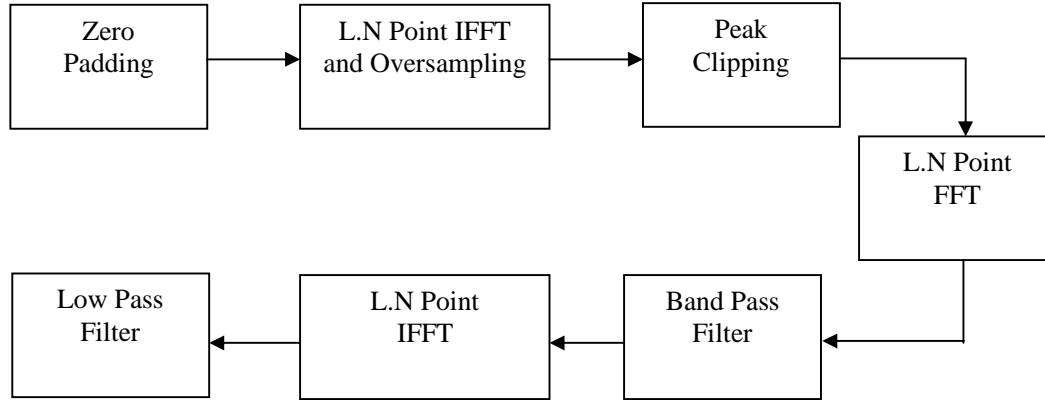 Zero
Padding
L.N Point IFFT
and Oversampling
Peak
Clipping
L.N Point
FFT
Band Pass
Filter
L.N Point
IFFT
Low Pass
Filter